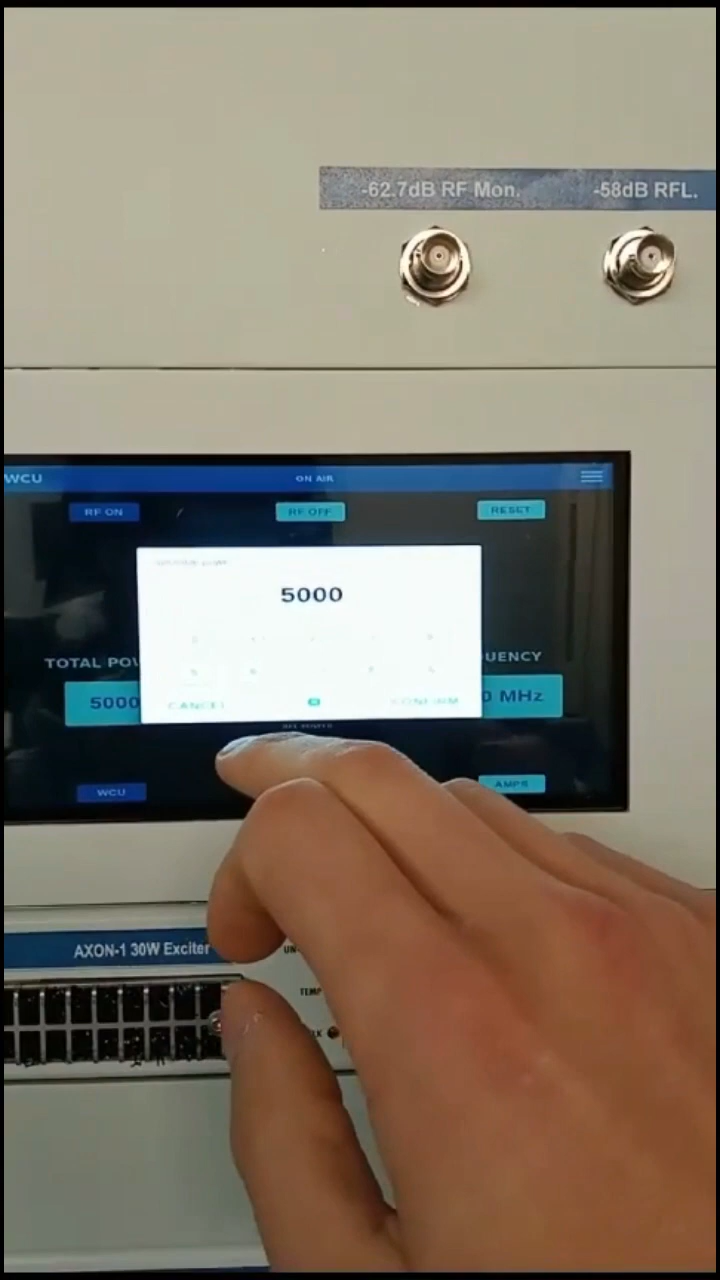 -62.7dB RF Mon. -58dB RFL.
WCU ON AIR
RF ON RF OFF RESET
5000
TOTAL POW UENCY
5000 0 MHz
CANCEL CONFIRM
WCU AMPS
AXON-1 30W Exciter
TEMP